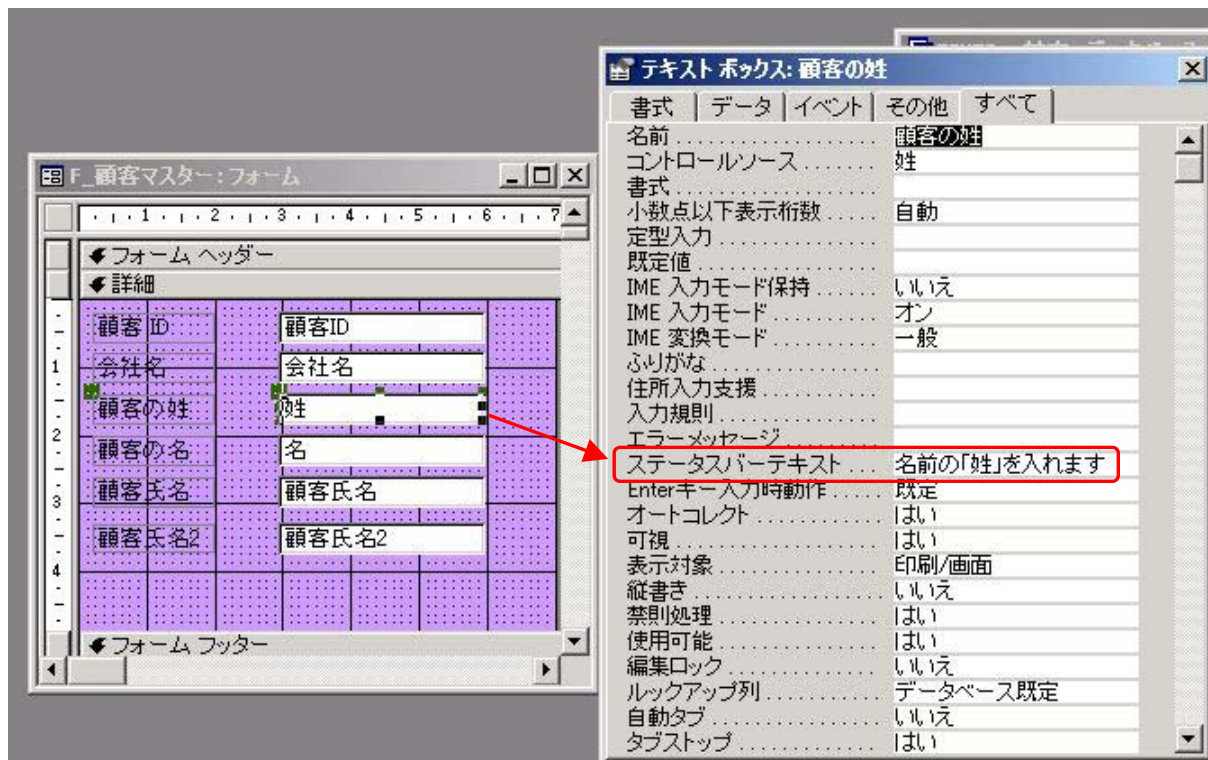 F_顧客マスター:フォーム
・1・1・1・2・1・3・1・4・1・5・1・6・1・7
フォーム ヘッダー
詳細
顧客 ID 顧客ID
会社名 会社名
1
顧客の姓 姓
2
顧客の名 名
顧客氏名 顧客氏名
3
顧客氏名2 顧客氏名2
4
フォーム フッター
テキスト ボックス: 顧客の姓
書式 データ イベント その他 すべて
名前 .................... 顧客の姓
コントロールソース ........ 姓
書式 ....................
小数点以下表示桁数 ..... 自動
定型入力 ................
既定値 ..................
IME 入力モード保持 ...... いいえ
IME 入力モード .......... オン
IME 変換モード .......... 一般
ふりがな ................
住所入力支援 ............
入力規則 ................
エラーメッセージ .........
ステータスバーテキスト ... 名前の「姓」を入れます
Enterキー入力時動作 ..... 既定
オートコレクト ............ はい
可視 .................... はい
表示対象 ............... 印刷/画面
縦書き .................. いいえ
禁則処理 ............... はい
使用可能 ............... はい
編集ロック .............. いいえ
ルックアップ列 ........... データベース既定
自動タブ ............... いいえ
タブストップ ............. はい